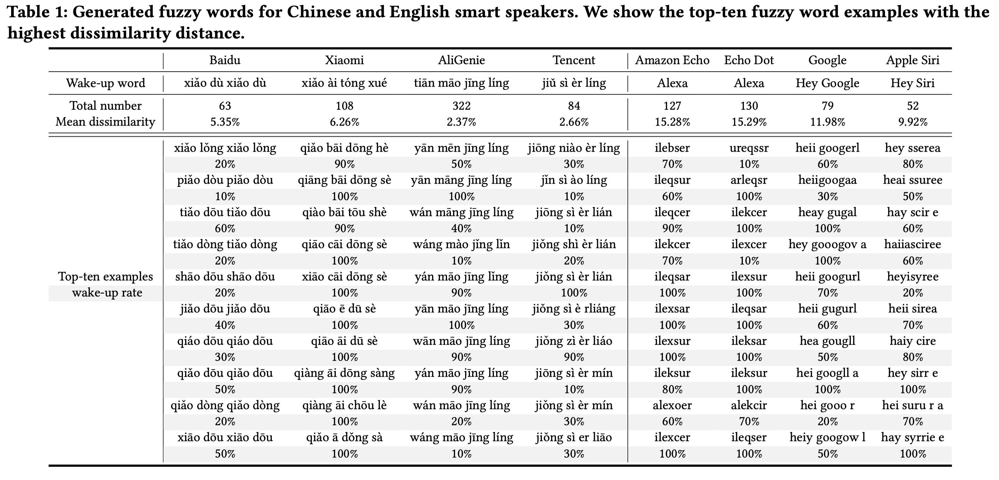 Table 1: Generated fuzzy words for Chinese and English smart speakers. We show the top-ten fuzzy word examples with the
highest dissimilarity distance.
Baidu Xiaomi AliGenie Tencent Amazon Echo Echo Dot Google Apple Siri
Wake-up word xiǎo dù xiǎo dù xiǎo ài tóng xué tiān māo jīng líng jiǔ sì èr líng Alexa Alexa Hey Google Hey Siri
Total number 63 108 322 84 127 130 79 52
Mean dissimilarity 5.35% 6.26% 2.37% 2.66% 15.28% 15.29% 11.98% 9.92%
xiǎo lǒng xiǎo lǒng qiǎo bāi dōng hè yān mēn jīng líng jiōng niào èr líng ilebser ureqssr heii googerl hey sserea
20% 90% 50% 30% 70% 10% 60% 80%
piǎo dòu piǎo dòu qiāng bāi dōng sè yān māng jīng líng jǐn sì ào líng ileqsur arleqsr heiigoogaa heai ssuree
10% 100% 100% 10% 60% 100% 30% 50%
tiǎo dōu tiǎo dōu qiào bāi tōu shè wán māng jīng líng jiōng sì èr lián ileqcer ilekcer heay gugal hay scir e
60% 90% 40% 10% 90% 100% 100% 60%
tiǎo dòng tiǎo dòng qiāo cāi dōng sè wáng mào jǐng lǐn jiǒng shì èr lián ilekcer ilexcer hey gooogov a haiiasciree
20% 100% 10% 20% 70% 10% 100% 60%
Top-ten examples shāo dōu shāo dōu xiāo cāi dōng sè yán māo jīng lǐng jiǒng sì èr lián ileqsar ilexsur heii googurl heyisyree
wake-up rate 20% 100% 90% 100% 100% 100% 70% 20%
jiǎo dōu jiǎo dōu qiāo ē dū sè yān māo jīng líng jiǒng sì è rliáng ilexsar ileqsar heii gugurl heii sirea
40% 100% 100% 30% 100% 100% 60% 70%
qiáo dōu qiáo dōu qiāo āi dū sè wān māo jīng líng jiǒng zì èr liáo ilexsur ileksar hea gougll haiy cire
30% 100% 90% 90% 100% 100% 50% 80%
qiǎo dōu qiǎo dōu qiàng āi dōng sàng yán māo jīng líng jiōng sì èr mín ileksur ileksur hei googll a hey sirr e
50% 100% 90% 10% 80% 100% 100% 100%
qiǎo dòng qiǎo dòng qiàng āi chōu lè wán māo jīng líng jiǒng sì èr mín alexoer alekcir hei gooo r hei suru r a
20% 100% 20% 30% 60% 70% 20% 70%
xiāo dōu xiāo dōu qiǎo ā dǒng sà wáng māo jīng líng jiǒng sì er liāo ilexcer ileqser heiy googow l hay syrrie e
50% 100% 10% 30% 100% 100% 50% 100%